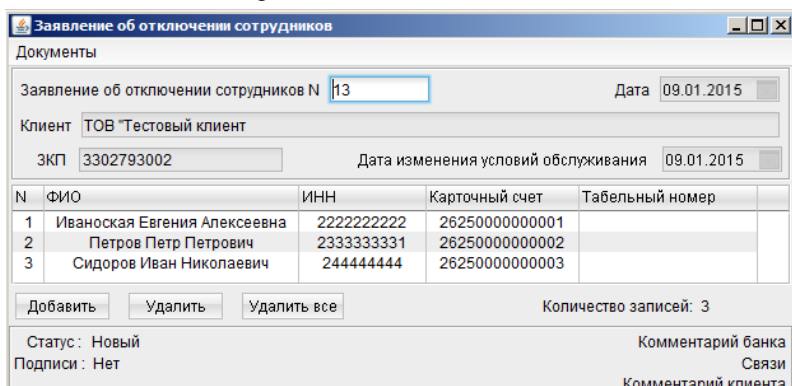 Заявление об отключении сотрудников
Документы
Заявление об отключении сотрудников N 13 Дата 09.01.2015
Клиент ТОВ "Тестовый клиент
ЗКП 3302793002 Дата изменения условий обслуживания 09.01.2015
N ФИО ИНН Карточный счет Табельный номер
1 Иваноская Евгения Алексеевна 2222222222 26250000000001
2 Петров Петр Петрович 2333333331 26250000000002
3 Сидоров Иван Николаевич 244444444 26250000000003
Добавить Удалить Удалить все Количество записей: 3
Статус : Новый Комментарий банка
Подписи : Нет Связи
Комментарий клиента